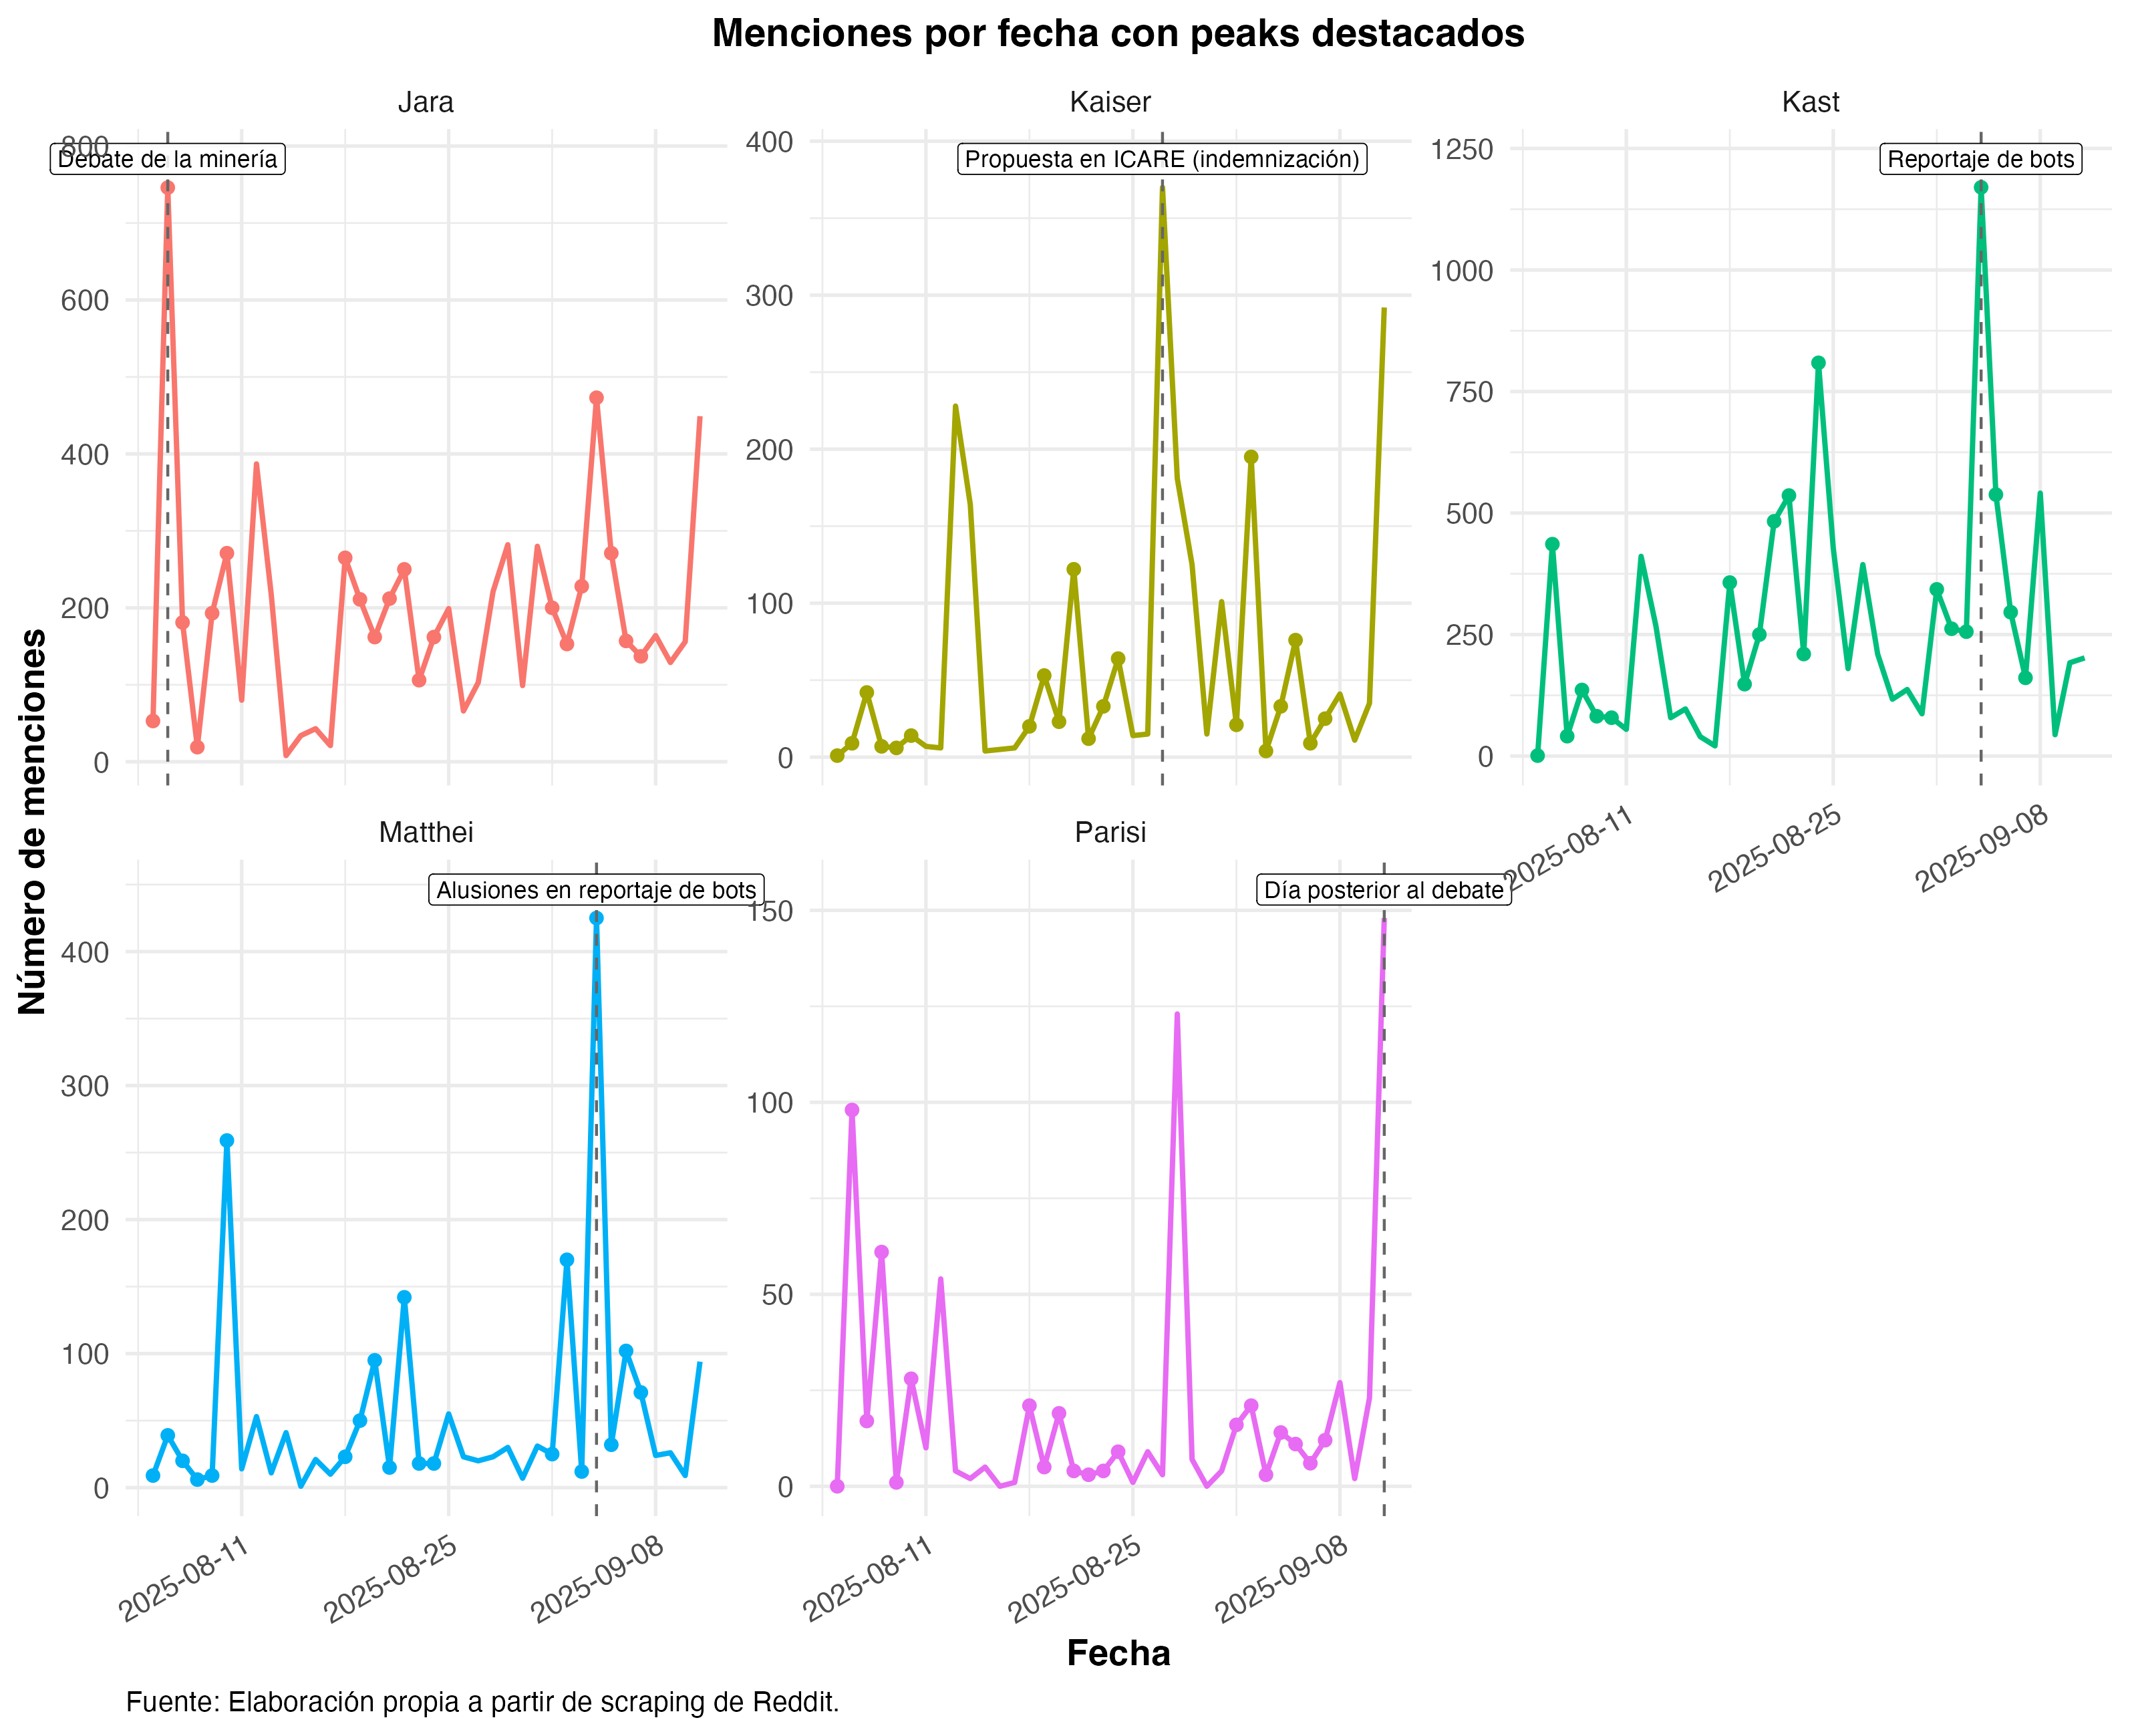 Menciones por fecha con peaks destacados
Jara
Kaiser
Kast
800
600
400
200
0
Debate de la minería
400
300
200
100
0
Propuesta en ICARE (indemnización)
1250
1000
750
500
250
0
Reportaje de bots
2025-08-11
2025-08-25
2025-09-08
Número de menciones
Matthei
Parisi
400
300
200
100
0
Alusiones en reportaje de bots
2025-08-11
2025-08-25
2025-09-08
150
100
50
0
Día posterior al debate
2025-08-11
2025-08-25
2025-09-08
Fecha
Fuente: Elaboración propia a partir de scraping de Reddit.